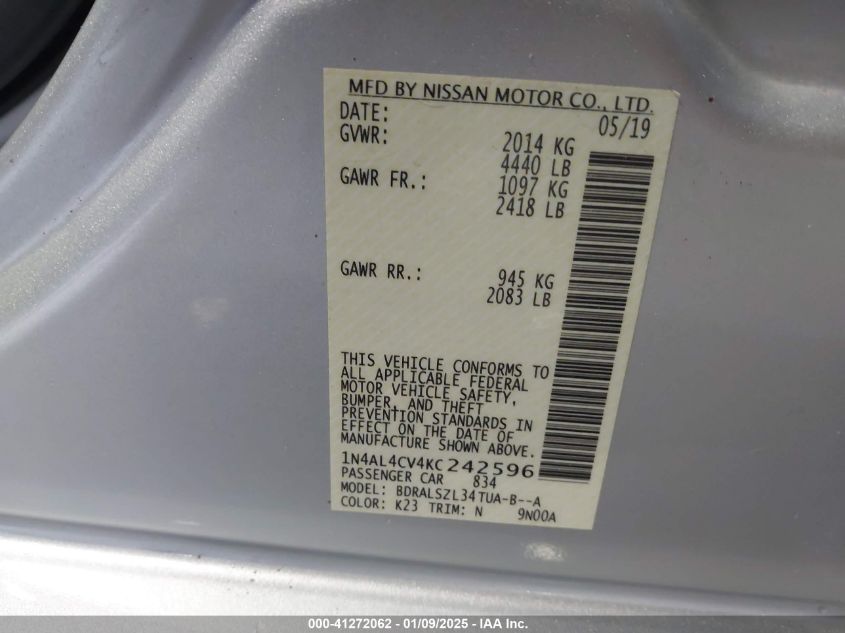 MFD BY NISSAN MOTOR CO., LTD.
DATE: 05/19
GVWR: 2014 KG
4440 LB
GAWR FR.: 1097 KG
2418 LB
GAWR RR.: 945 KG
2083 LB
THIS VEHICLE CONFORMS TO
ALL APPLICABLE FEDERAL
MOTOR VEHICLE SAFETY,
BUMPER, AND THEFT
PREVENTION STANDARDS IN
EFFECT ON THE DATE OF
MANUFACTURE SHOWN ABOVE.
1N4AL4CV4KC242596
PASSENGER CAR 834
MODEL: BDRALSZL34TUA-B--A
COLOR: K23 TRIM: N 9N00A
000-41272062 - 01/09/2025 - IAA Inc.